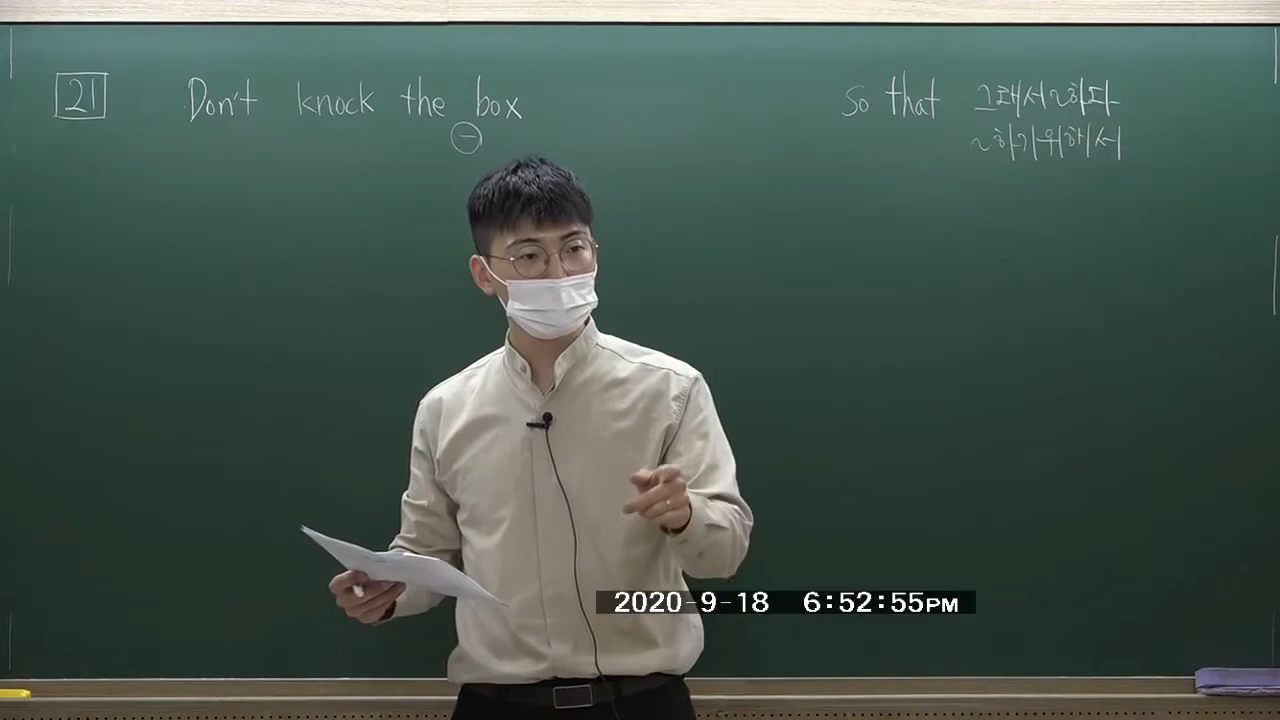 21 Don't knock the box
⊖
so that 그래서 ~하다
~하기 위해서
2020-9-18 6:52:55PM